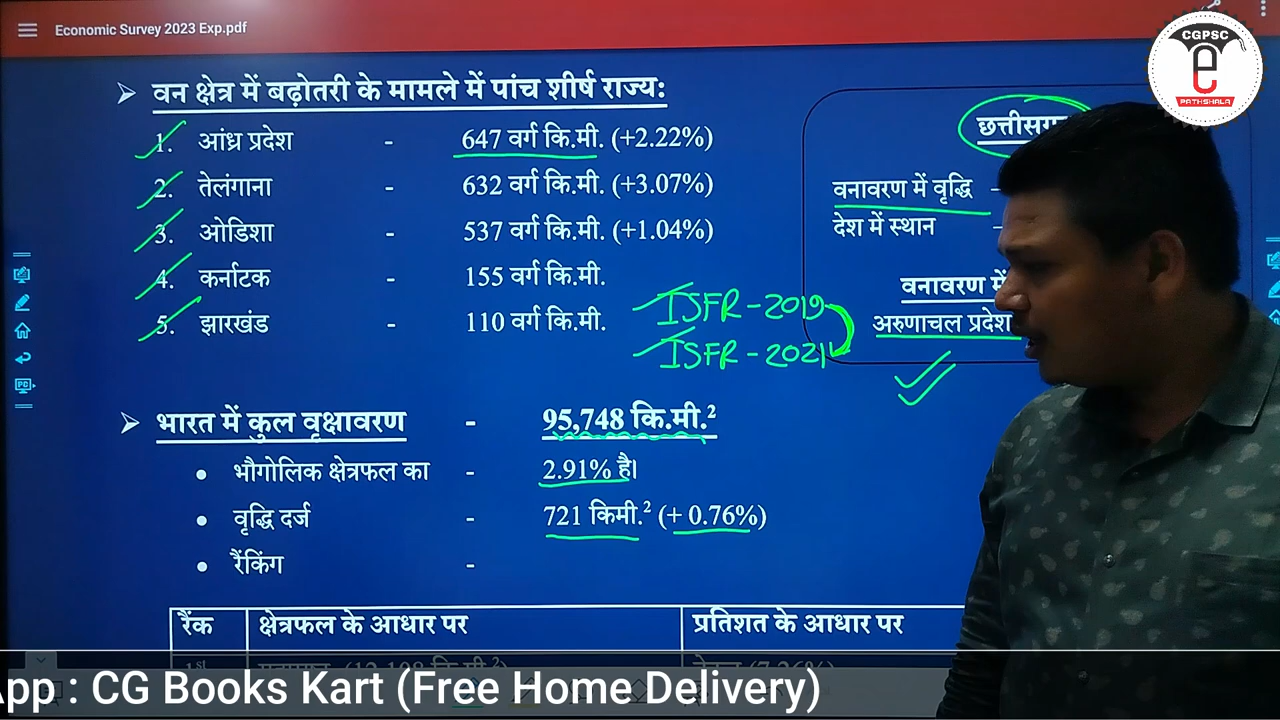 Economic Survey 2023 Exp.pdf
CGPSC
e
PATHSHALA
➢ वन क्षेत्र में बढ़ोतरी के मामले में पांच शीर्ष राज्य:
1. आंध्र प्रदेश - 647 वर्ग कि.मी. (+2.22%)
2. तेलंगाना - 632 वर्ग कि.मी. (+3.07%)
3. ओडिशा - 537 वर्ग कि.मी. (+1.04%)
4. कर्नाटक - 155 वर्ग कि.मी.
5. झारखंड - 110 वर्ग कि.मी.
ISFR - 2019
ISFR - 2021
वनावरण में वृद्धि -
देश में स्थान -
वनावरण में
अरुणाचल प्रदेश
➢ भारत में कुल वृक्षावरण - 95,748 कि.मी.²
• भौगोलिक क्षेत्रफल का - 2.91% है।
• वृद्धि दर्ज - 721 किमी.² (+ 0.76%)
• रैंकिंग -
रैंक क्षेत्रफल के आधार पर प्रतिशत के आधार पर
1st
App : CG Books Kart (Free Home Delivery)